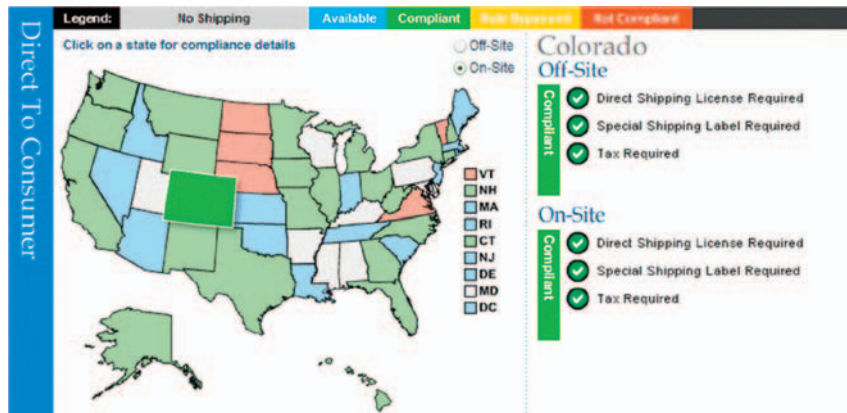 Legend:
No Shipping
Available
Compliant
Rule Bypassed
Not Compliant
Direct To Consumer
Click on a state for compliance details
Off-Site
On-Site
VT
NH
MA
RI
CT
NJ
DE
MD
DC
Colorado
Off-Site
Compliant
Direct Shipping License Required
Special Shipping Label Required
Tax Required
On-Site
Compliant
Direct Shipping License Required
Special Shipping Label Required
Tax Required